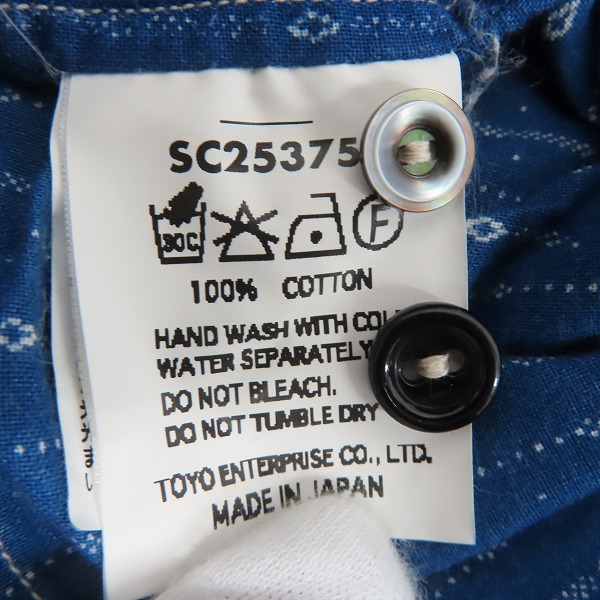 SC25375
30C F
100% COTTON
HAND WASH WITH COL
WATER SEPARATELY
DO NOT BLEACH.
DO NOT TUMBLE DRY
TOYO ENTERPRISE CO., LTD.
MADE IN JAPAN